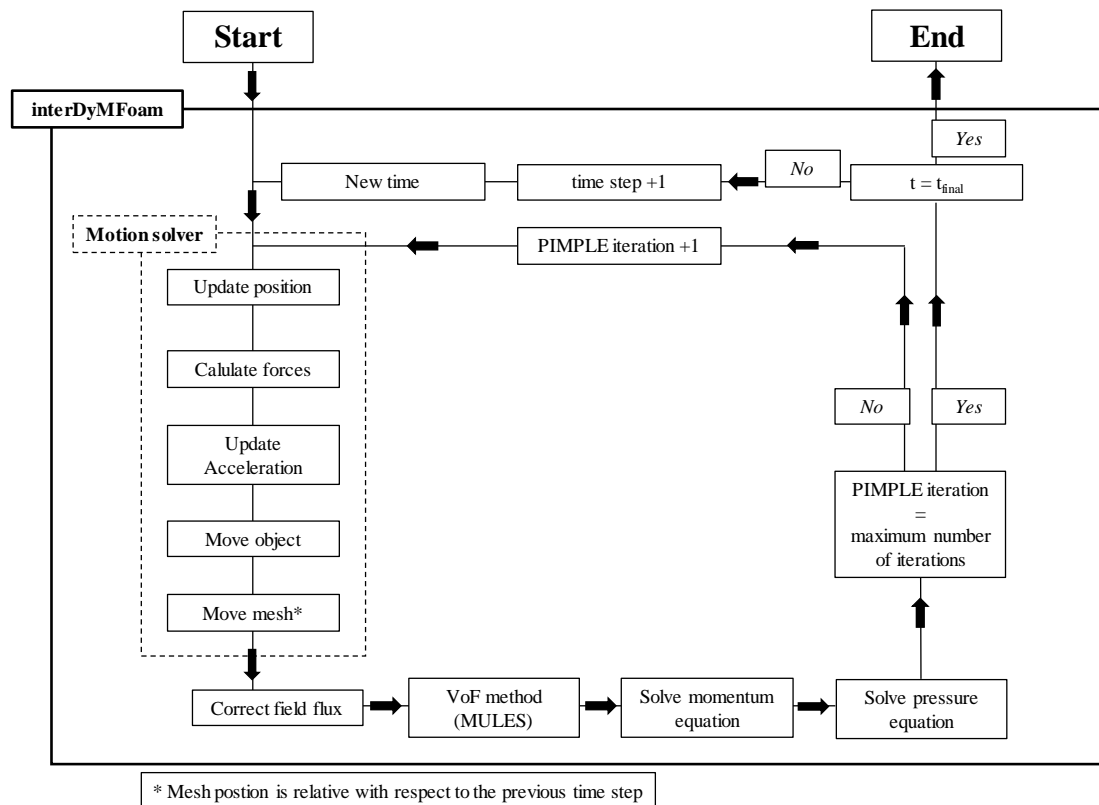 Start
End
interDyMFoam
Yes
No
New time
time step +1
t = tfinal
Motion solver
PIMPLE iteration +1
Update position
Calulate forces
No
Yes
Update
Acceleration
PIMPLE iteration
=
maximum number
of iterations
Move object
Move mesh*
Correct field flux
VoF method
(MULES)
Solve momentum
equation
Solve pressure
equation
* Mesh postion is relative with respect to the previous time step